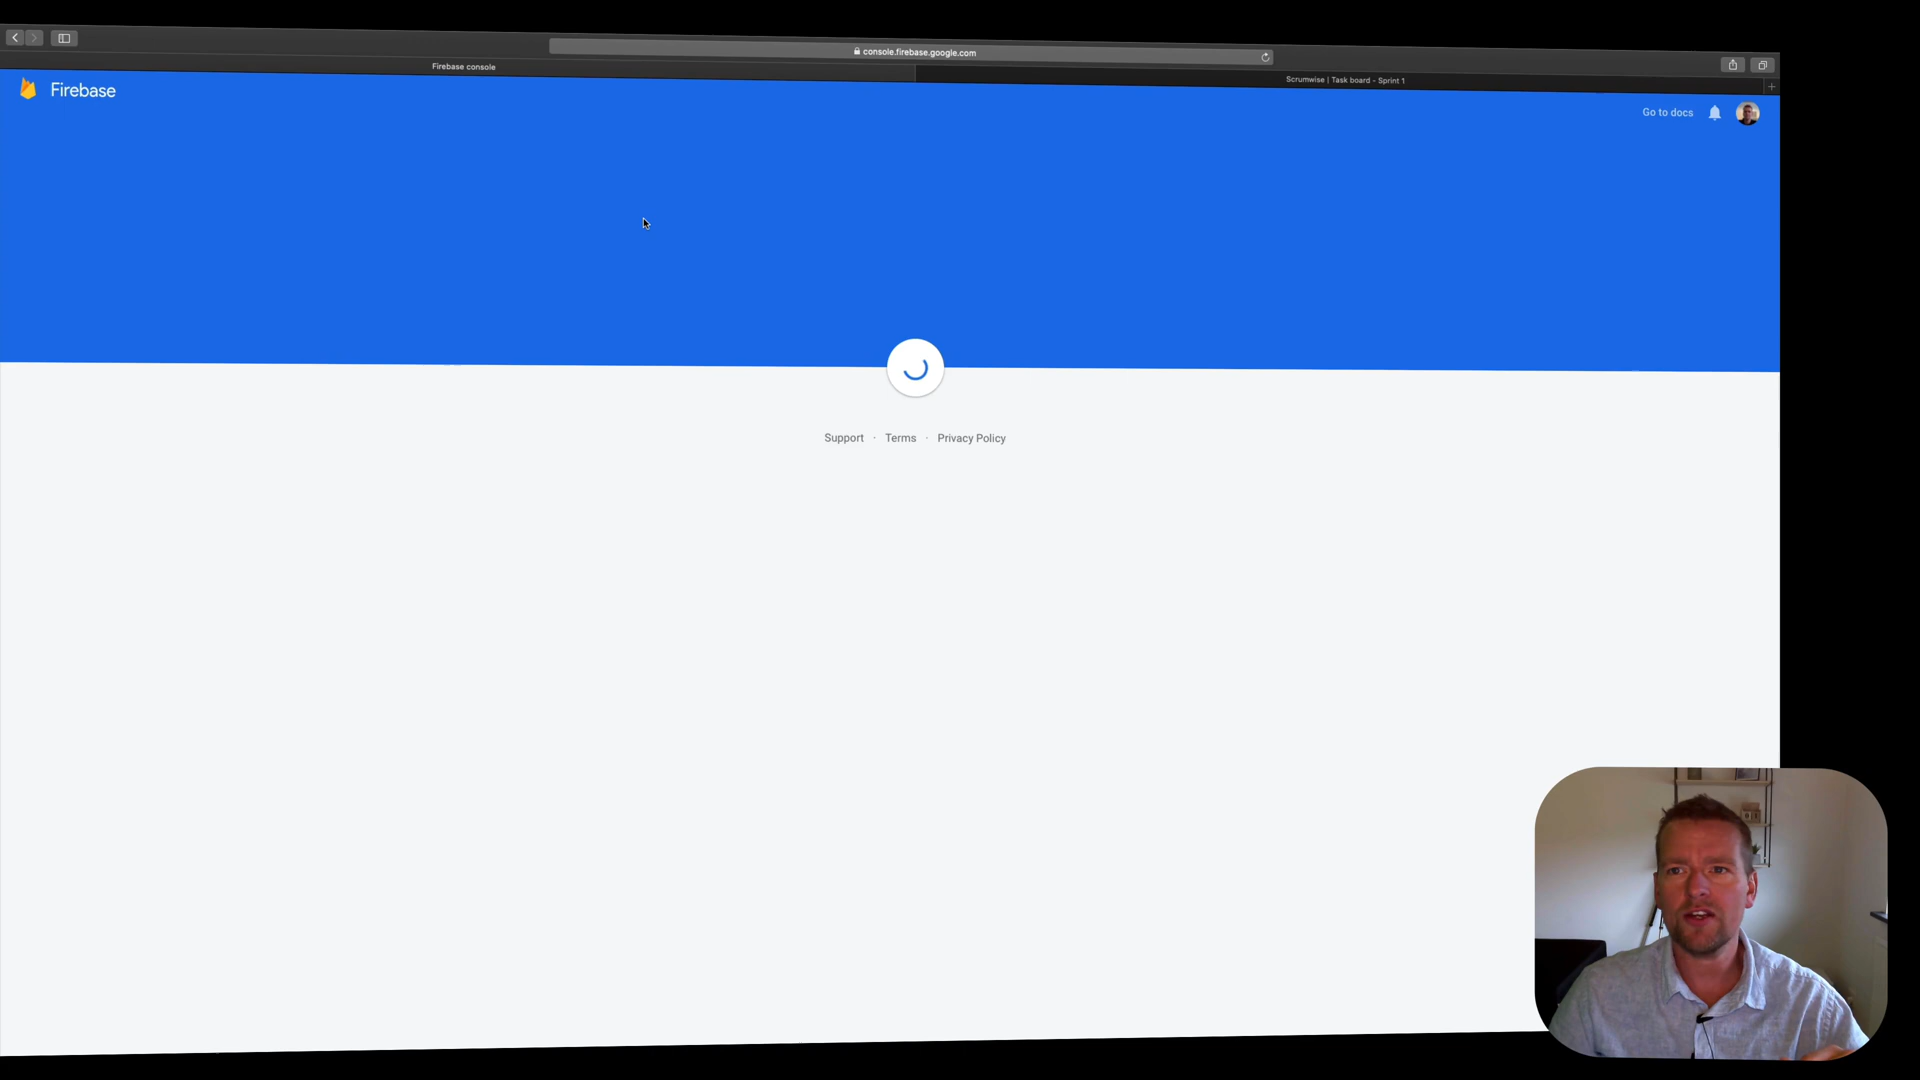 console.firebase.google.com
Firebase console
Scrumwise | Task board - Sprint 1
Firebase
Go to docs
Support · Terms · Privacy Policy